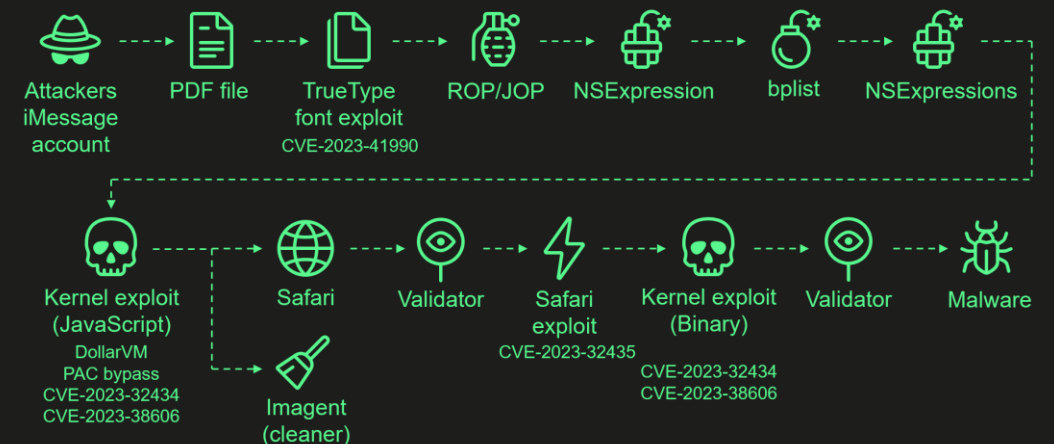 Attackers
iMessage
account
PDF file
TrueType
font exploit
CVE-2023-41990
ROP/JOP
NSExpression
bplist
NSExpressions
Kernel exploit
(JavaScript)
DollarVM
PAC bypass
CVE-2023-32434
CVE-2023-38606
Safari
Imagent
(cleaner)
Validator
Safari
exploit
CVE-2023-32435
Kernel exploit
(Binary)
CVE-2023-32434
CVE-2023-38606
Validator
Malware